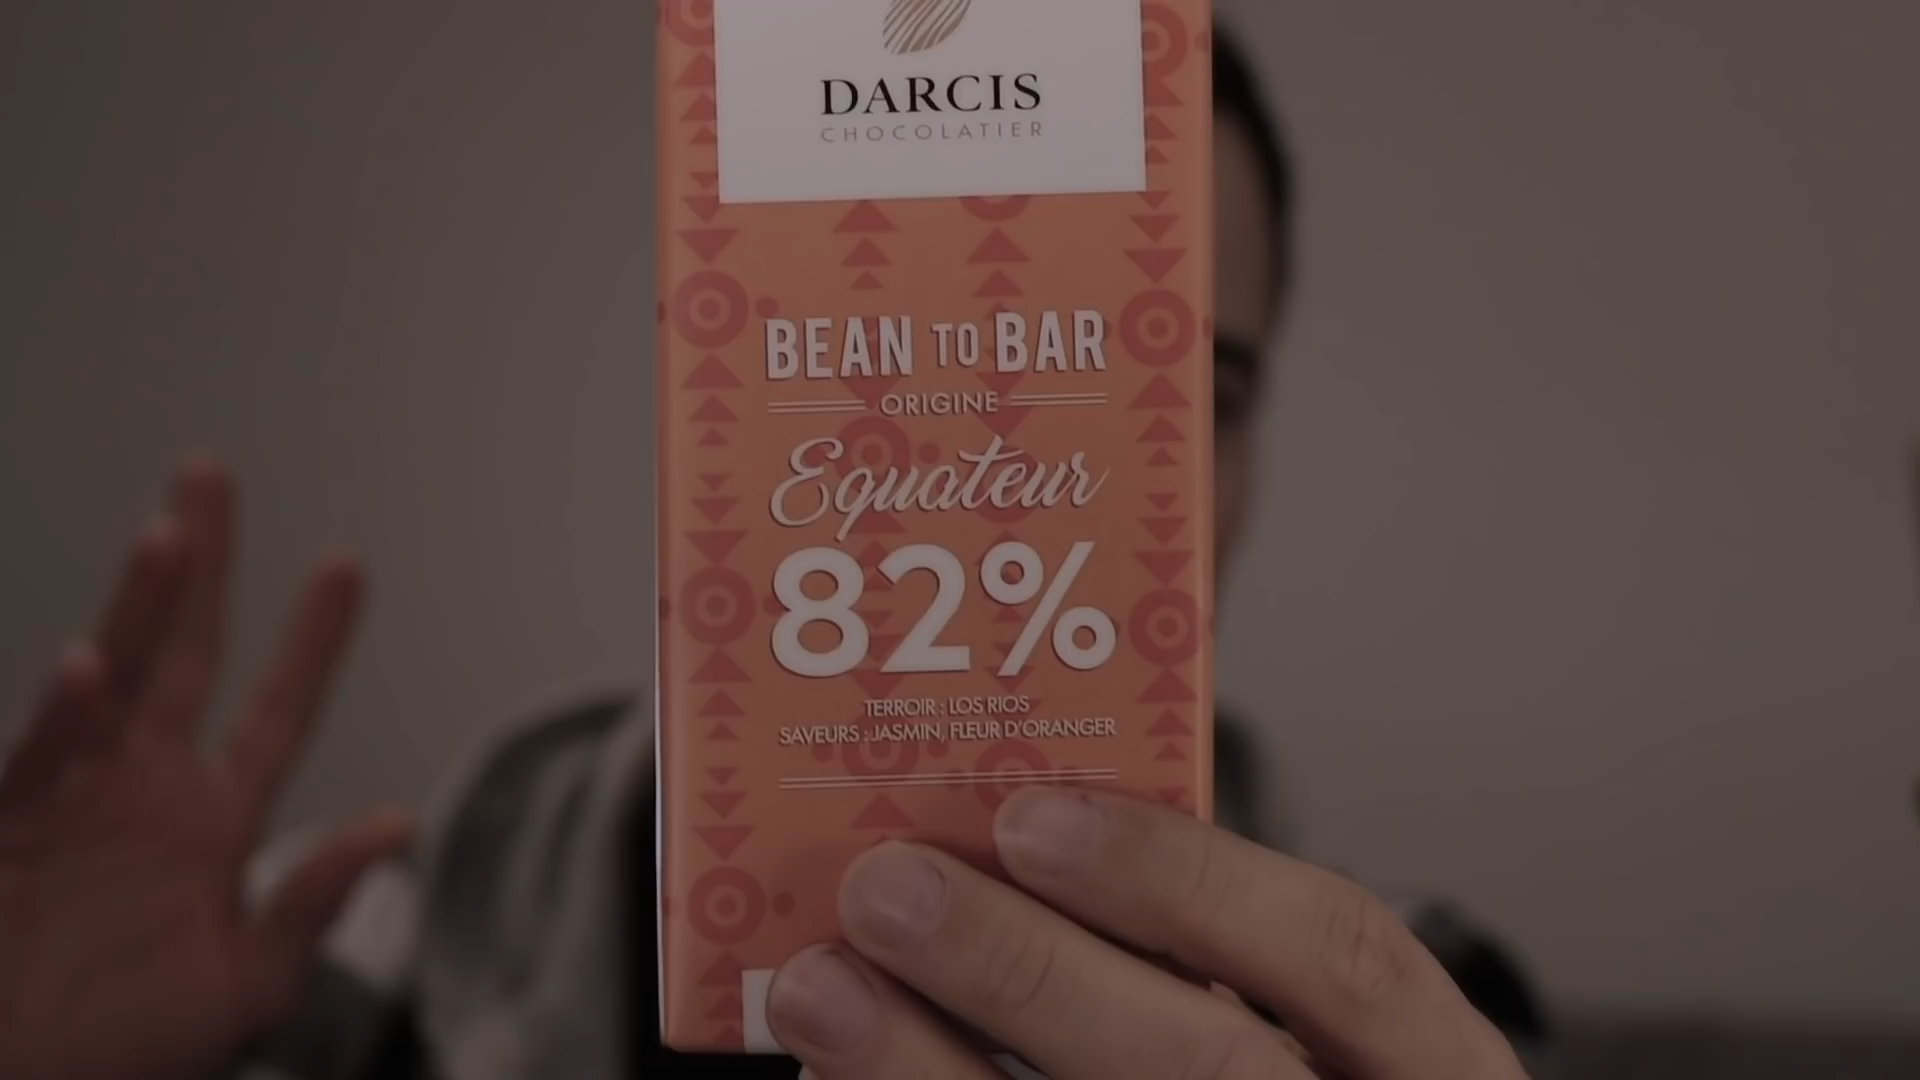 DARCIS
CHOCOLATIER
BEAN TO BAR
ORIGINE
Equateur
82%
TERROIR : LOS RIOS
SAVEURS : JASMIN, FLEUR D'ORANGER